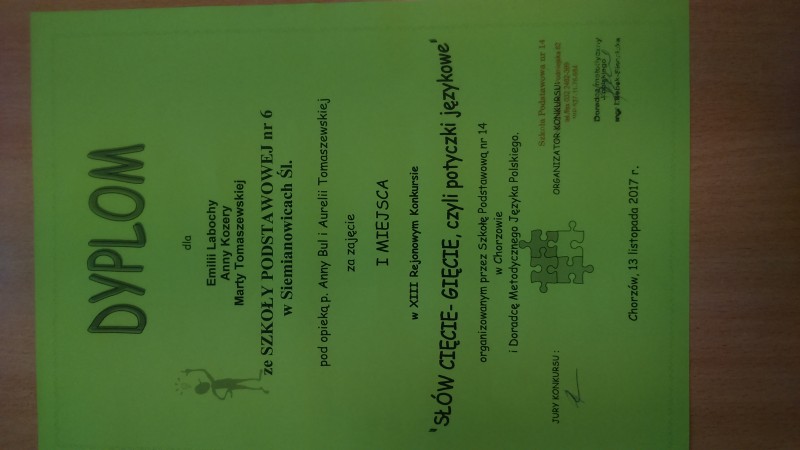 DYPLOM
dla
Emilii Labochy
Anny Kozery
Marty Tomaszewskiej
ze SZKOŁY PODSTAWOWEJ nr 6
w Siemianowicach Śl.
pod opieką p. Anny Bul i Aurelii Tomaszewskiej
za zajęcie
I MIEJSCA
w XIII Rejonowym Konkursie
"SŁÓW CIĘCIE- GIĘCIE, czyli potyczki językowe"
organizowanym przez Szkołę Podstawową nr 14
w Chorzowie
i Doradcę Metodycznego Języka Polskiego.
JURY KONKURSU :
ORGANIZATOR KONKURSU:
Szkoła Podstawowa nr 14
Doradca Metodyczny
Chorzów, 13 listopada 2017 r.